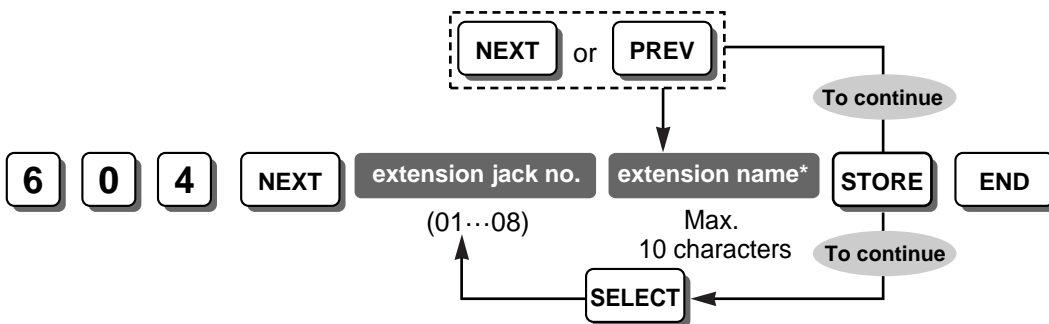 NEXT or PREV
To continue
6 0 4 NEXT extension jack no. extension name* STORE END
(01···08) Max.
10 characters
To continue
SELECT